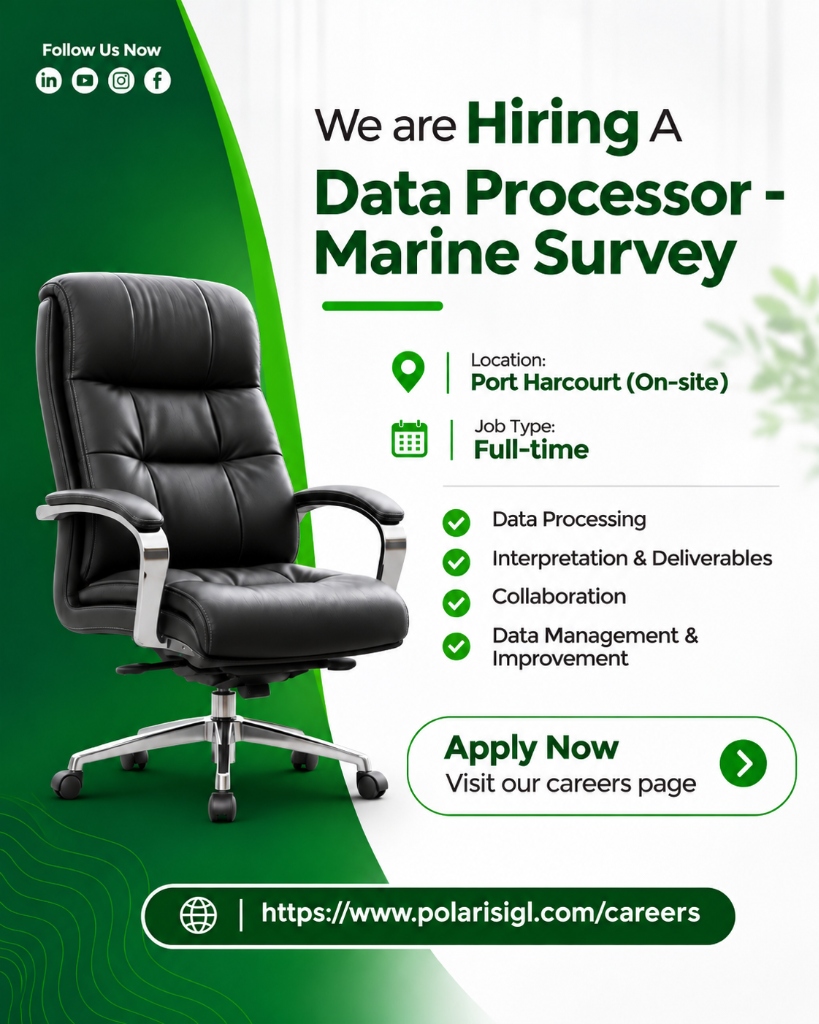 Follow Us Now
We are Hiring A
Data Processor -
Marine Survey
Location:
Port Harcourt (On-site)
Job Type:
Full-time
Data Processing
Interpretation & Deliverables
Collaboration
Data Management &
Improvement
Apply Now
Visit our careers page
https://www.polarisigl.com/careers